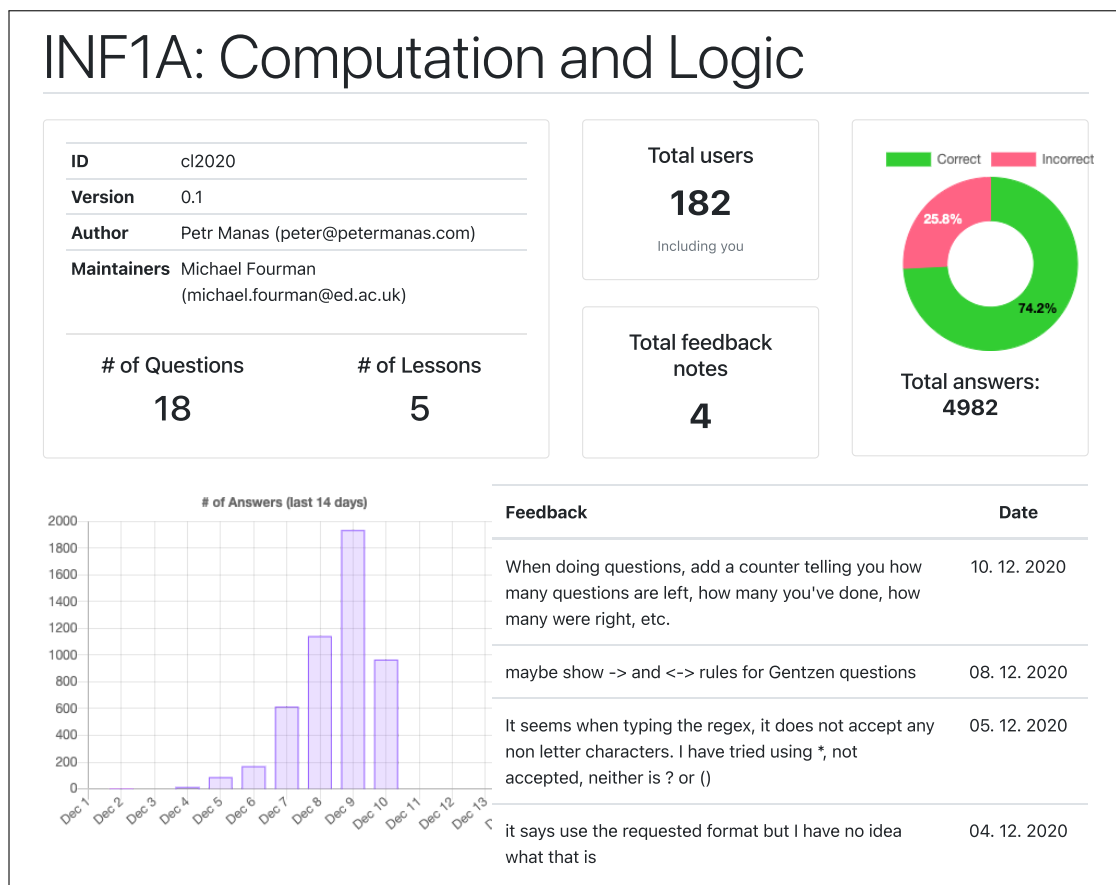 INF1A: Computation and Logic
ID cl2020
Version 0.1
Author Petr Manas (peter@petermanas.com)
Maintainers Michael Fourman
(michael.fourman@ed.ac.uk)
# of Questions # of Lessons
18 5
Total users
182
Including you
Total feedback
notes
4
Correct Incorrect
25.8%
74.2%
Total answers:
4982
# of Answers (last 14 days)
2000
1800
1600
1400
1200
1000
800
600
400
200
0
Dec 1 Dec 2 Dec 3 Dec 4 Dec 5 Dec 6 Dec 7 Dec 8 Dec 9 Dec 10 Dec 11 Dec 12 Dec 13
Feedback Date
When doing questions, add a counter telling you how 10. 12. 2020
many questions are left, how many you've done, how
many were right, etc.
maybe show -> and <-> rules for Gentzen questions 08. 12. 2020
It seems when typing the regex, it does not accept any 05. 12. 2020
non letter characters. I have tried using *, not
accepted, neither is ? or ()
it says use the requested format but I have no idea 04. 12. 2020
what that is